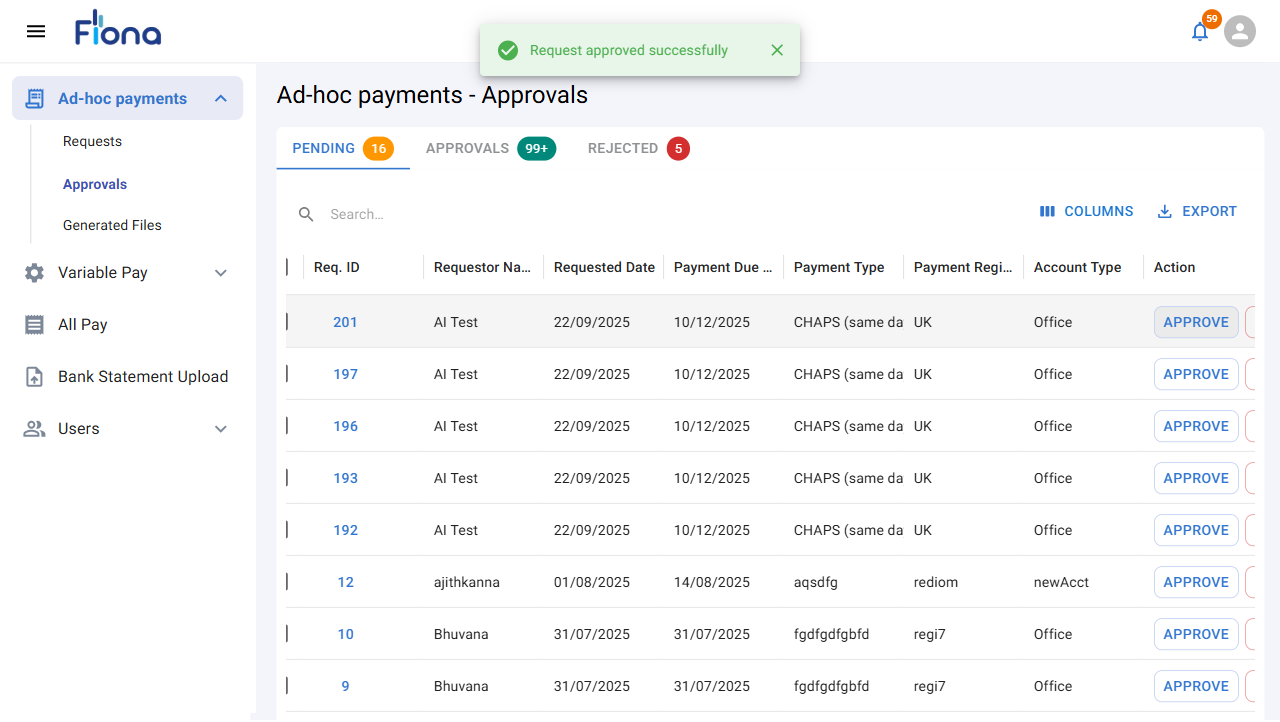 Fiona
Request approved successfully
59
Ad-hoc payments
Requests
Approvals
Generated Files
Variable Pay
All Pay
Bank Statement Upload
Users
Ad-hoc payments - Approvals
PENDING 16 APPROVALS 99+ REJECTED 5
Search...
COLUMNS EXPORT
Req. ID Requestor Na... Requested Date Payment Due ... Payment Type Payment Regi... Account Type Action
201 AI Test 22/09/2025 10/12/2025 CHAPS (same da UK Office APPROVE
197 AI Test 22/09/2025 10/12/2025 CHAPS (same da UK Office APPROVE
196 AI Test 22/09/2025 10/12/2025 CHAPS (same da UK Office APPROVE
193 AI Test 22/09/2025 10/12/2025 CHAPS (same da UK Office APPROVE
192 AI Test 22/09/2025 10/12/2025 CHAPS (same da UK Office APPROVE
12 ajithkanna 01/08/2025 14/08/2025 aqsdfg rediom newAcct APPROVE
10 Bhuvana 31/07/2025 31/07/2025 fgdfgdfgbfd regi7 Office APPROVE
9 Bhuvana 31/07/2025 31/07/2025 fgdfgdfgbfd regi7 Office APPROVE